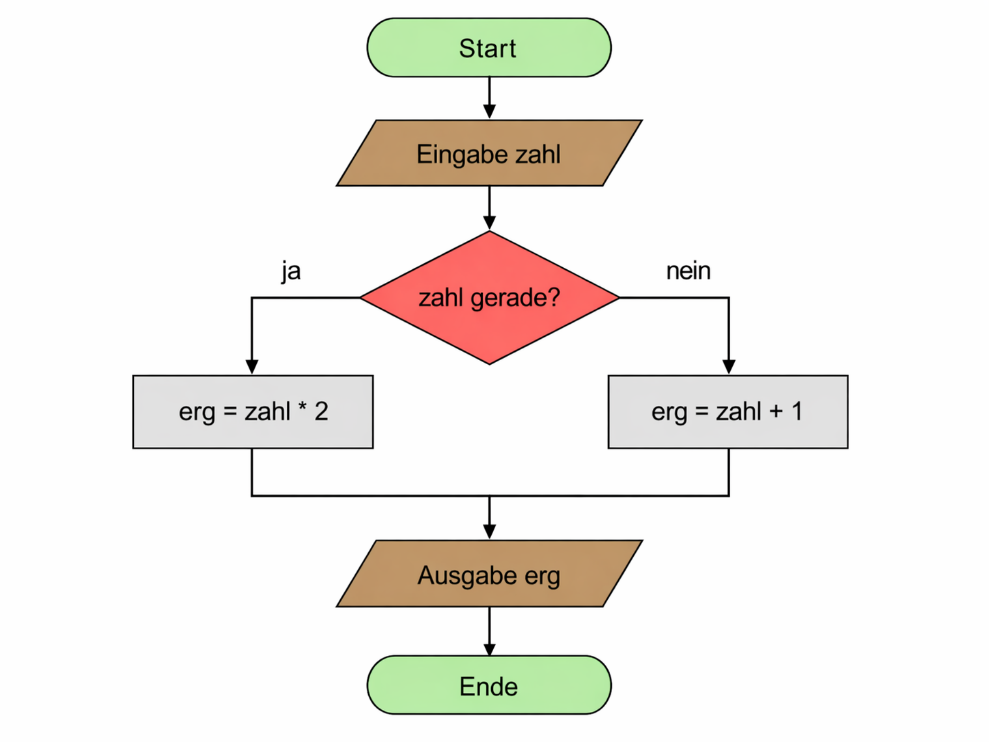 Start
Eingabe zahl
ja
nein
zahl gerade?
erg = zahl * 2
erg = zahl + 1
Ausgabe erg
Ende